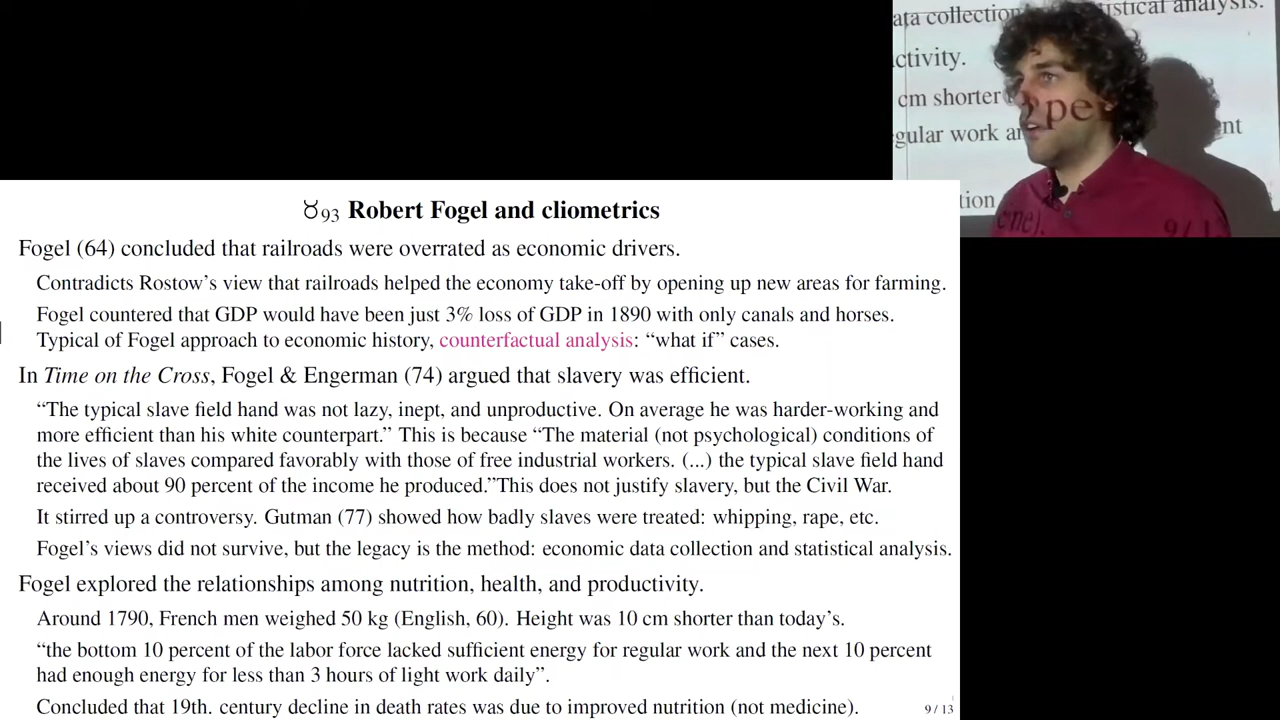 ata collection
istical analysis.
ctivity.
cm shorter
pe
gular work a
nt
tion
ne).
9/1
♉93 Robert Fogel and cliometrics
Fogel (64) concluded that railroads were overrated as economic drivers.
Contradicts Rostow's view that railroads helped the economy take-off by opening up new areas for farming.
Fogel countered that GDP would have been just 3% loss of GDP in 1890 with only canals and horses.
Typical of Fogel approach to economic history, counterfactual analysis: “what if” cases.
In Time on the Cross, Fogel & Engerman (74) argued that slavery was efficient.
“The typical slave field hand was not lazy, inept, and unproductive. On average he was harder-working and
more efficient than his white counterpart.” This is because “The material (not psychological) conditions of
the lives of slaves compared favorably with those of free industrial workers. (...) the typical slave field hand
received about 90 percent of the income he produced.”This does not justify slavery, but the Civil War.
It stirred up a controversy. Gutman (77) showed how badly slaves were treated: whipping, rape, etc.
Fogel's views did not survive, but the legacy is the method: economic data collection and statistical analysis.
Fogel explored the relationships among nutrition, health, and productivity.
Around 1790, French men weighed 50 kg (English, 60). Height was 10 cm shorter than today's.
“the bottom 10 percent of the labor force lacked sufficient energy for regular work and the next 10 percent
had enough energy for less than 3 hours of light work daily”.
Concluded that 19th. century decline in death rates was due to improved nutrition (not medicine).
9 / 13